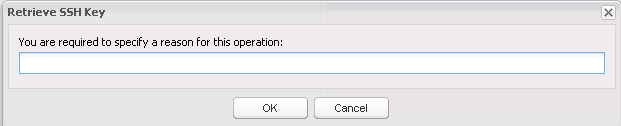 Retrieve SSH Key
You are required to specify a reason for this operation:
OK
Cancel